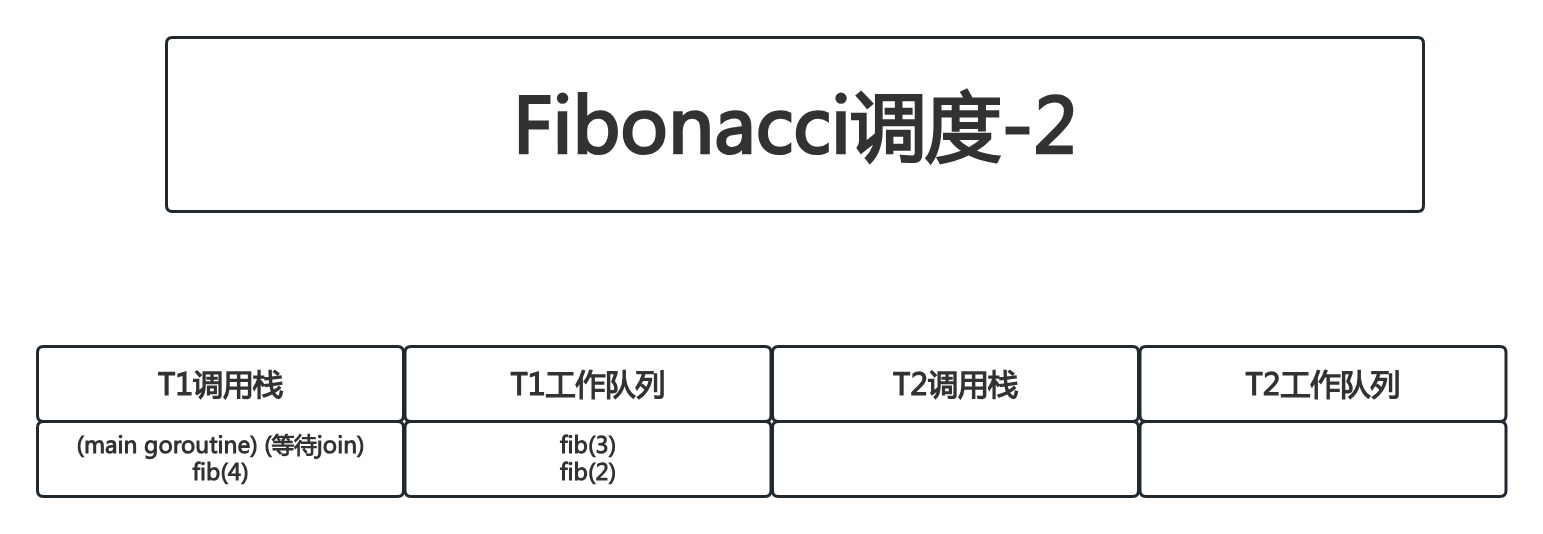 Fibonacci调度-2
T1调用栈
T1工作队列
T2调用栈
T2工作队列
(main goroutine) (等待join)
fib(4)
fib(3)
fib(2)